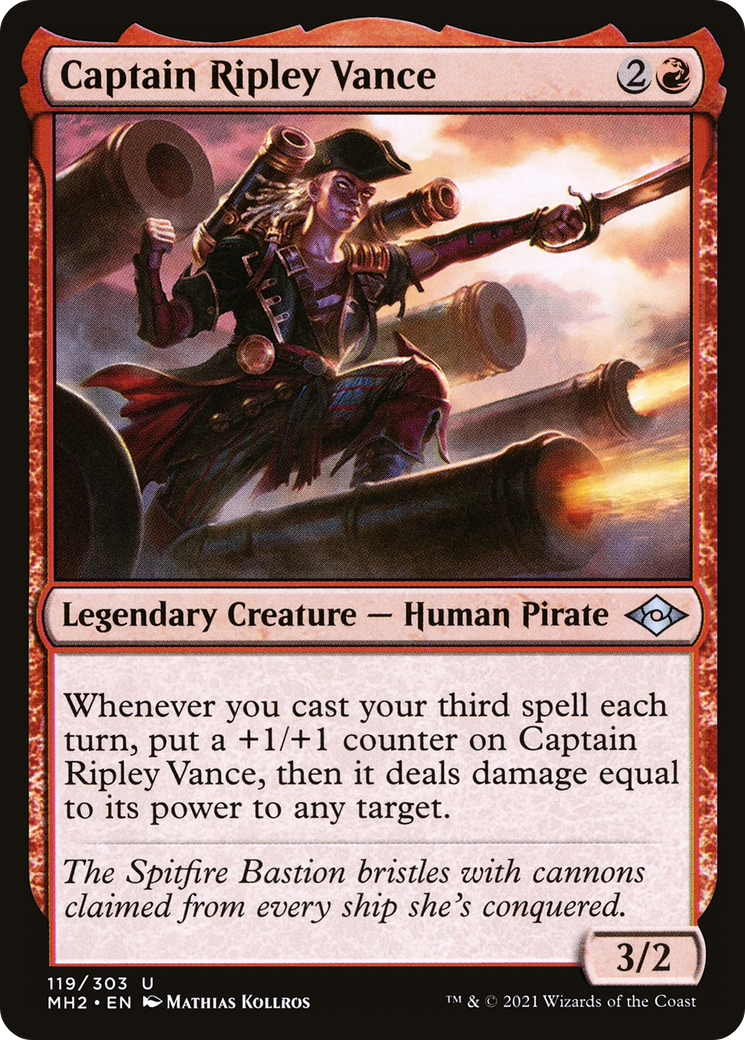 Captain Ripley Vance 2
Legendary Creature — Human Pirate
Whenever you cast your third spell each
turn, put a +1/+1 counter on Captain
Ripley Vance, then it deals damage equal
to its power to any target.
The Spitfire Bastion bristles with cannons
claimed from every ship she's conquered.
3/2
119/303 U
MH2 • EN Mathias Kollros
™ & © 2021 Wizards of the Coast